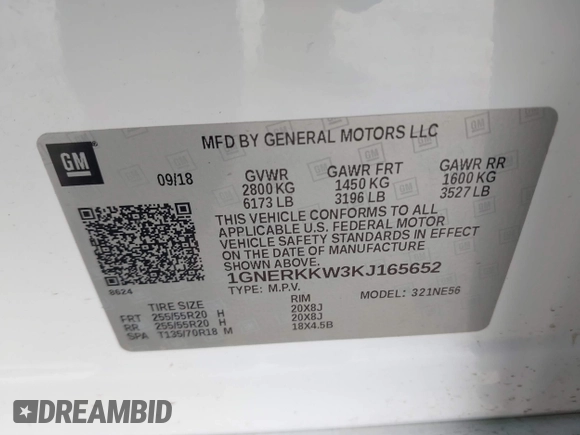 MFD BY GENERAL MOTORS LLC
GM
09/18
GVWR GAWR FRT GAWR RR
2800 KG 1450 KG 1600 KG
6173 LB 3196 LB 3527 LB
THIS VEHICLE CONFORMS TO ALL
APPLICABLE U.S. FEDERAL MOTOR
VEHICLE SAFETY STANDARDS IN EFFECT
ON THE DATE OF MANUFACTURE
SHOWN ABOVE.
1GNERKKW3KJ165652
TYPE: M.P.V. MODEL: 321NE56
8624
TIRE SIZE RIM
FRT 255/55R20 H 20X8J
RR 255/55R20 H 20X8J
SPA T135/70R18 M 18X4.5B
DREAMBID